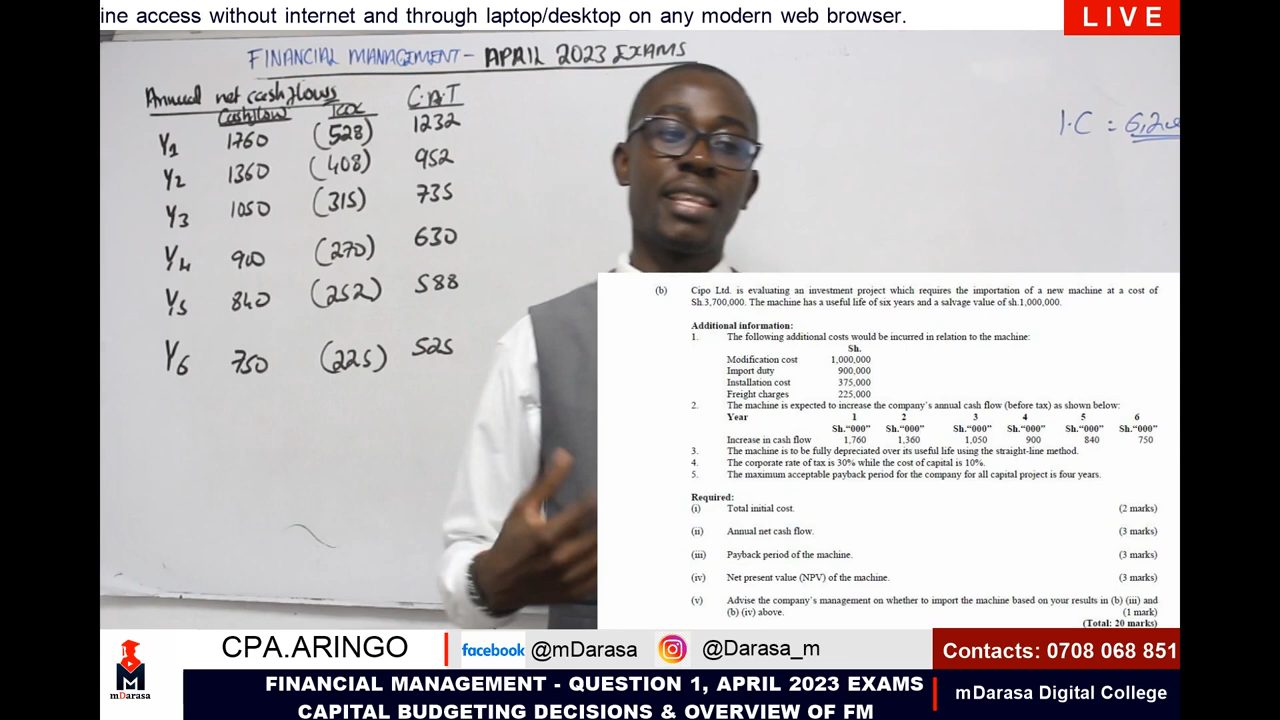 ine access without internet and through laptop/desktop on any modern web browser.
LIVE
FINANCIAL MANAGEMENT - APRIL 2023 EXAMS
Annual net cashflows
Cashflow Tax C.A.T
Y1 1760 (528) 1232
Y2 1360 (408) 952
Y3 1050 (315) 735
Y4 900 (270) 630
Y5 840 (252) 588
Y6 750 (225) 525
I.C = 6,200
(b) Cipo Ltd. is evaluating an investment project which requires the importation of a new machine at a cost of
Sh.3,700,000. The machine has a useful life of six years and a salvage value of sh.1,000,000.
Additional information:
1. The following additional costs would be incurred in relation to the machine:
Sh.
Modification cost 1,000,000
Import duty 900,000
Installation cost 375,000
Freight charges 225,000
2. The machine is expected to increase the company's annual cash flow (before tax) as shown below:
Year 1 2 3 4 5 6
Sh."000" Sh."000" Sh."000" Sh."000" Sh."000" Sh."000"
Increase in cash flow 1,760 1,360 1,050 900 840 750
3. The machine is to be fully depreciated over its useful life using the straight-line method.
4. The corporate rate of tax is 30% while the cost of capital is 10%.
5. The maximum acceptable payback period for the company for all capital project is four years.
Required:
(i) Total initial cost. (2 marks)
(ii) Annual net cash flow. (3 marks)
(iii) Payback period of the machine. (3 marks)
(iv) Net present value (NPV) of the machine. (3 marks)
(v) Advise the company's management on whether to import the machine based on your results in (b) (iii) and
(b) (iv) above. (1 mark)
(Total: 20 marks)
mDarasa
CPA.ARINGO
facebook @mDarasa
@Darasa_m
Contacts: 0708 068 851
FINANCIAL MANAGEMENT - QUESTION 1, APRIL 2023 EXAMS
CAPITAL BUDGETING DECISIONS & OVERVIEW OF FM
mDarasa Digital College